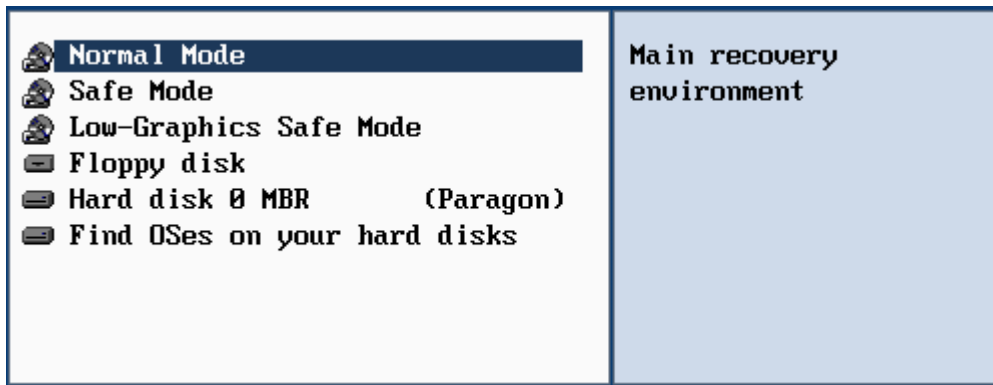 Normal Mode
Safe Mode
Low-Graphics Safe Mode
Floppy disk
Hard disk 0 MBR (Paragon)
Find OSes on your hard disks
Main recovery
environment